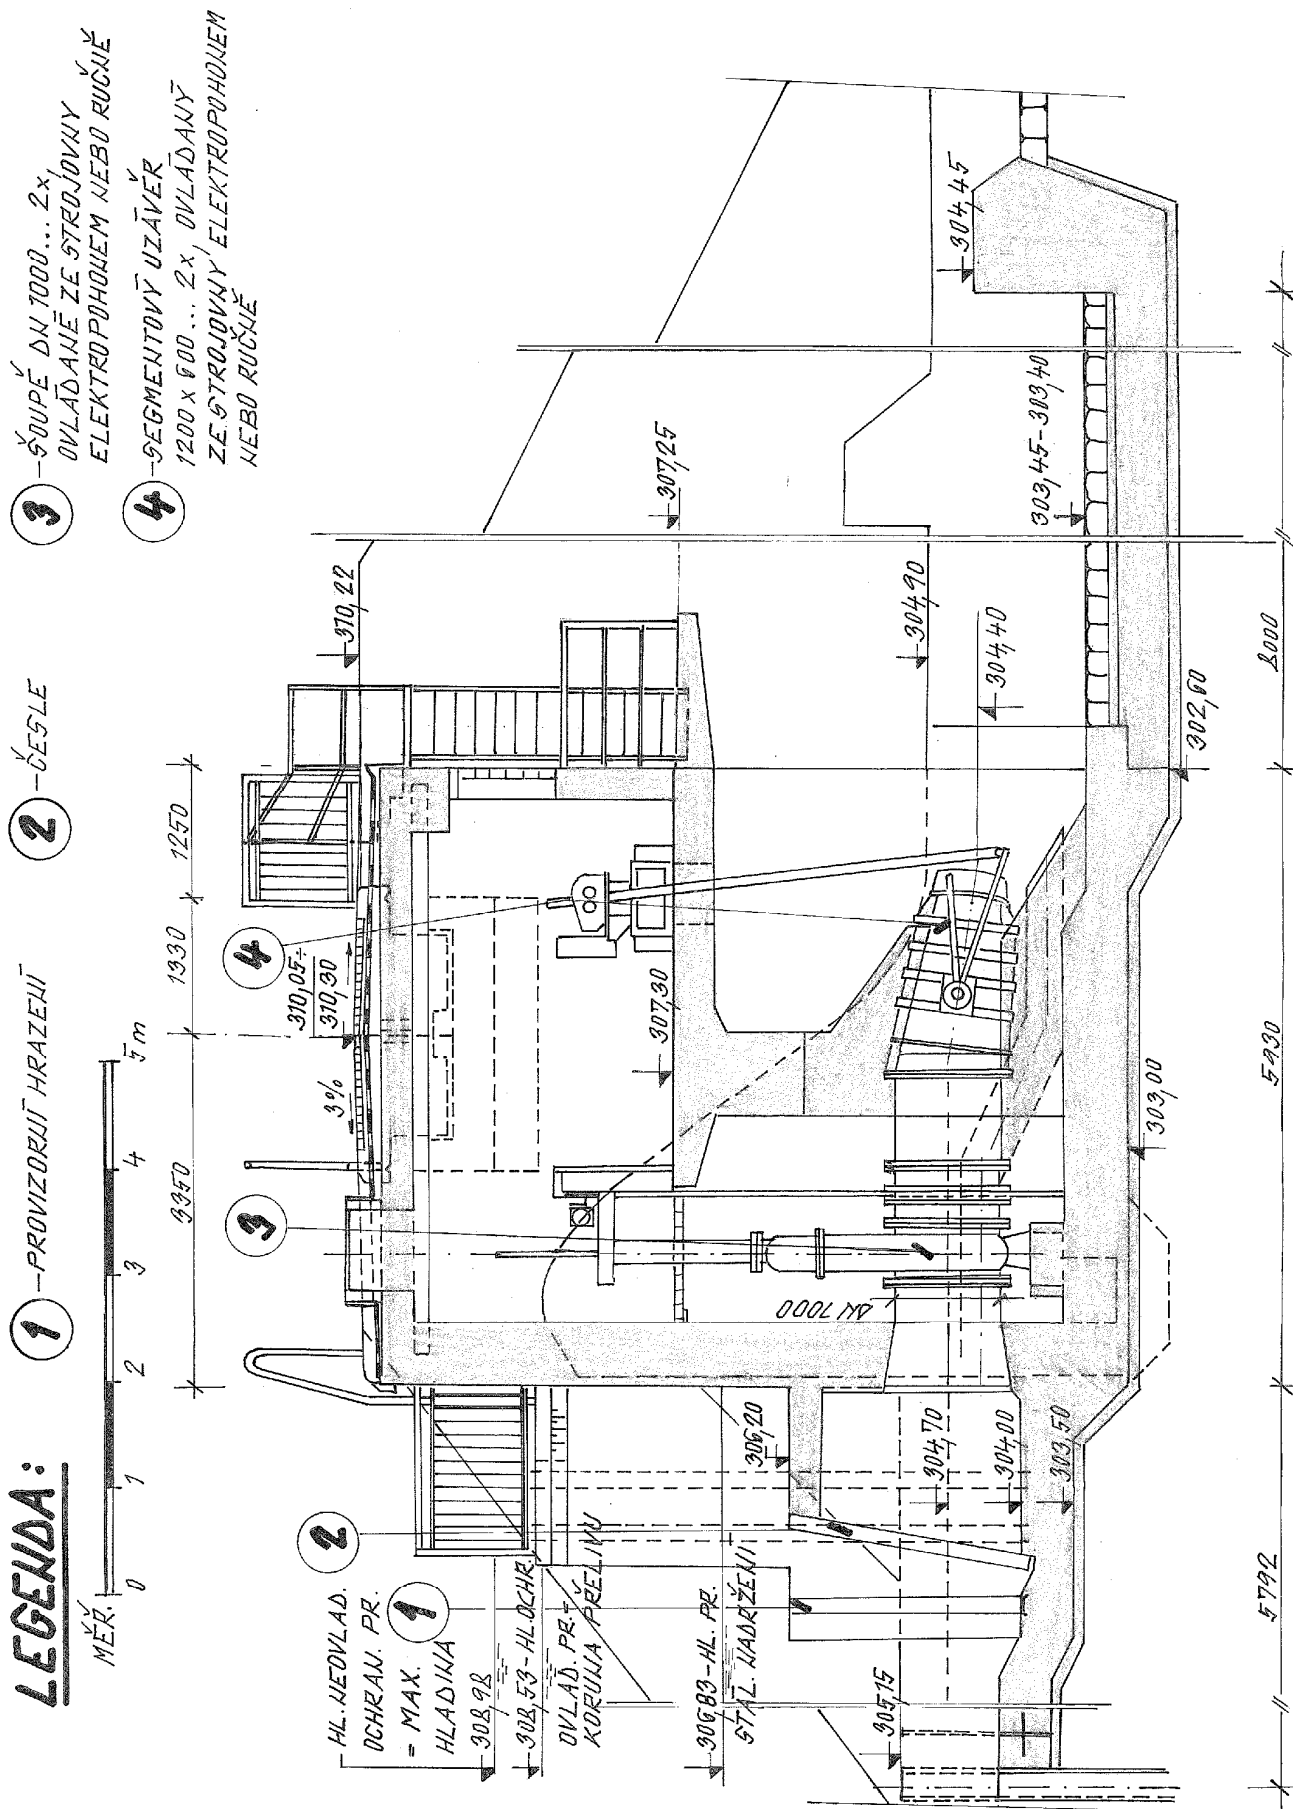 LEGENDA:
MĚŘ.
0 1 2 3 4 5 m
1 - PROVIZORNÍ HRAZENÍ
2 - ČESLE
3 - ŠOUPĚ DN 1000... 2x,
OVLÁDANÉ ZE STROJOVNY
ELEKTROPOHONEM NEBO RUČNĚ
4 - SEGMENTOVÝ UZÁVĚR
1200 x 600... 2x, OVLÁDANÝ
ZE STROJOVNY ELEKTROPOHONEM
NEBO RUČNĚ
3350
1330
1250
3
4
3%
310,05÷
310,30
310,22
2
HL. NEOVLAD.
OCHRAN. PR.
= MAX.
HLADINA
308,98
1
308,53-HL.OCHR.
OVLÁD. PR.-
KORUNA PŘELIVU
306,83-HL. PR.
STÁL. NADRŽENÍ
305,15
306,20
304,70
304,00
303,50
DN 1000
307,30
307,25
304,90
304,40
303,45-303,40
304,45
303,00
302,60
5792
5930
8000